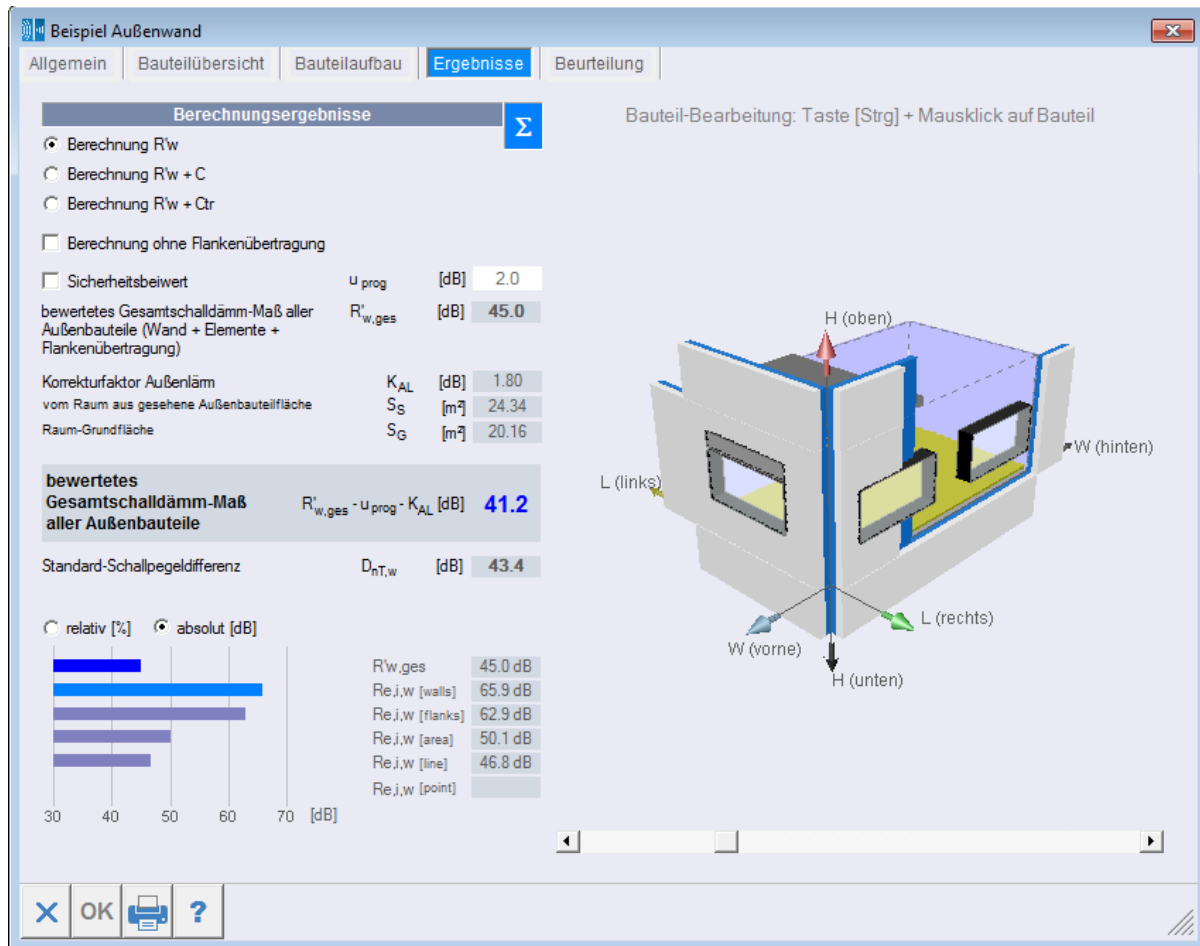 Beispiel Außenwand
Allgemein Bauteilübersicht Bauteilaufbau Ergebnisse Beurteilung
Berechnungsergebnisse Σ
Bauteil-Bearbeitung: Taste [Strg] + Mausklick auf Bauteil
Berechnung R'w
Berechnung R'w + C
Berechnung R'w + Ctr
Berechnung ohne Flankenübertragung
Sicherheitsbeiwert u prog [dB] 2.0
bewertetes Gesamtschalldämm-Maß aller R'w,ges [dB] 45.0
Außenbauteile (Wand + Elemente +
Flankenübertragung)
Korrekturfaktor Außenlärm KAL [dB] 1.80
vom Raum aus gesehene Außenbauteilfläche SS [m²] 24.34
Raum-Grundfläche SG [m²] 20.16
bewertetes
Gesamtschalldämm-Maß R'w,ges - u prog - KAL [dB] 41.2
aller Außenbauteile
Standard-Schallpegeldifferenz DnT,w [dB] 43.4
relativ [%] absolut [dB]
R'w,ges 45.0 dB
Re,i,w [walls] 65.9 dB
Re,i,w [flanks] 62.9 dB
Re,i,w [area] 50.1 dB
Re,i,w [line] 46.8 dB
Re,i,w [point]
30 40 50 60 70 [dB]
H (oben)
W (hinten)
L (links)
L (rechts)
W (vorne)
H (unten)
OK ?